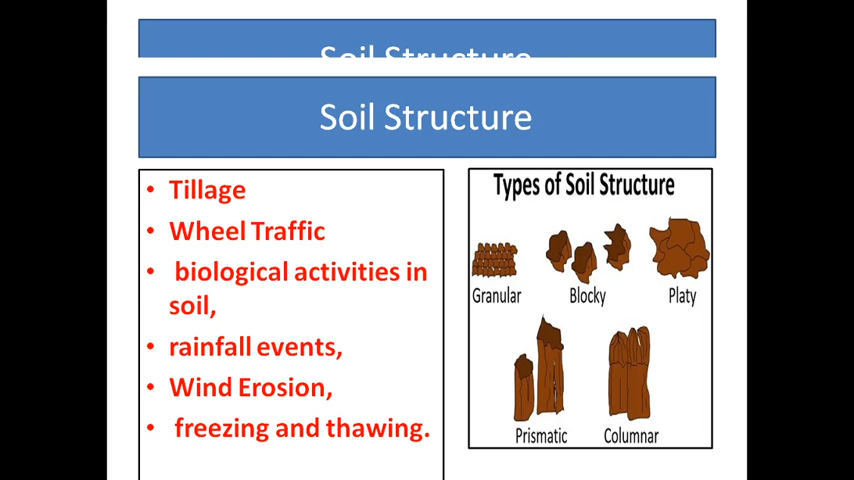 Soil Structure
Soil Structure
• Tillage
• Wheel Traffic
• biological activities in
soil,
• rainfall events,
• Wind Erosion,
• freezing and thawing.
Types of Soil Structure
Granular
Blocky
Platy
Prismatic
Columnar